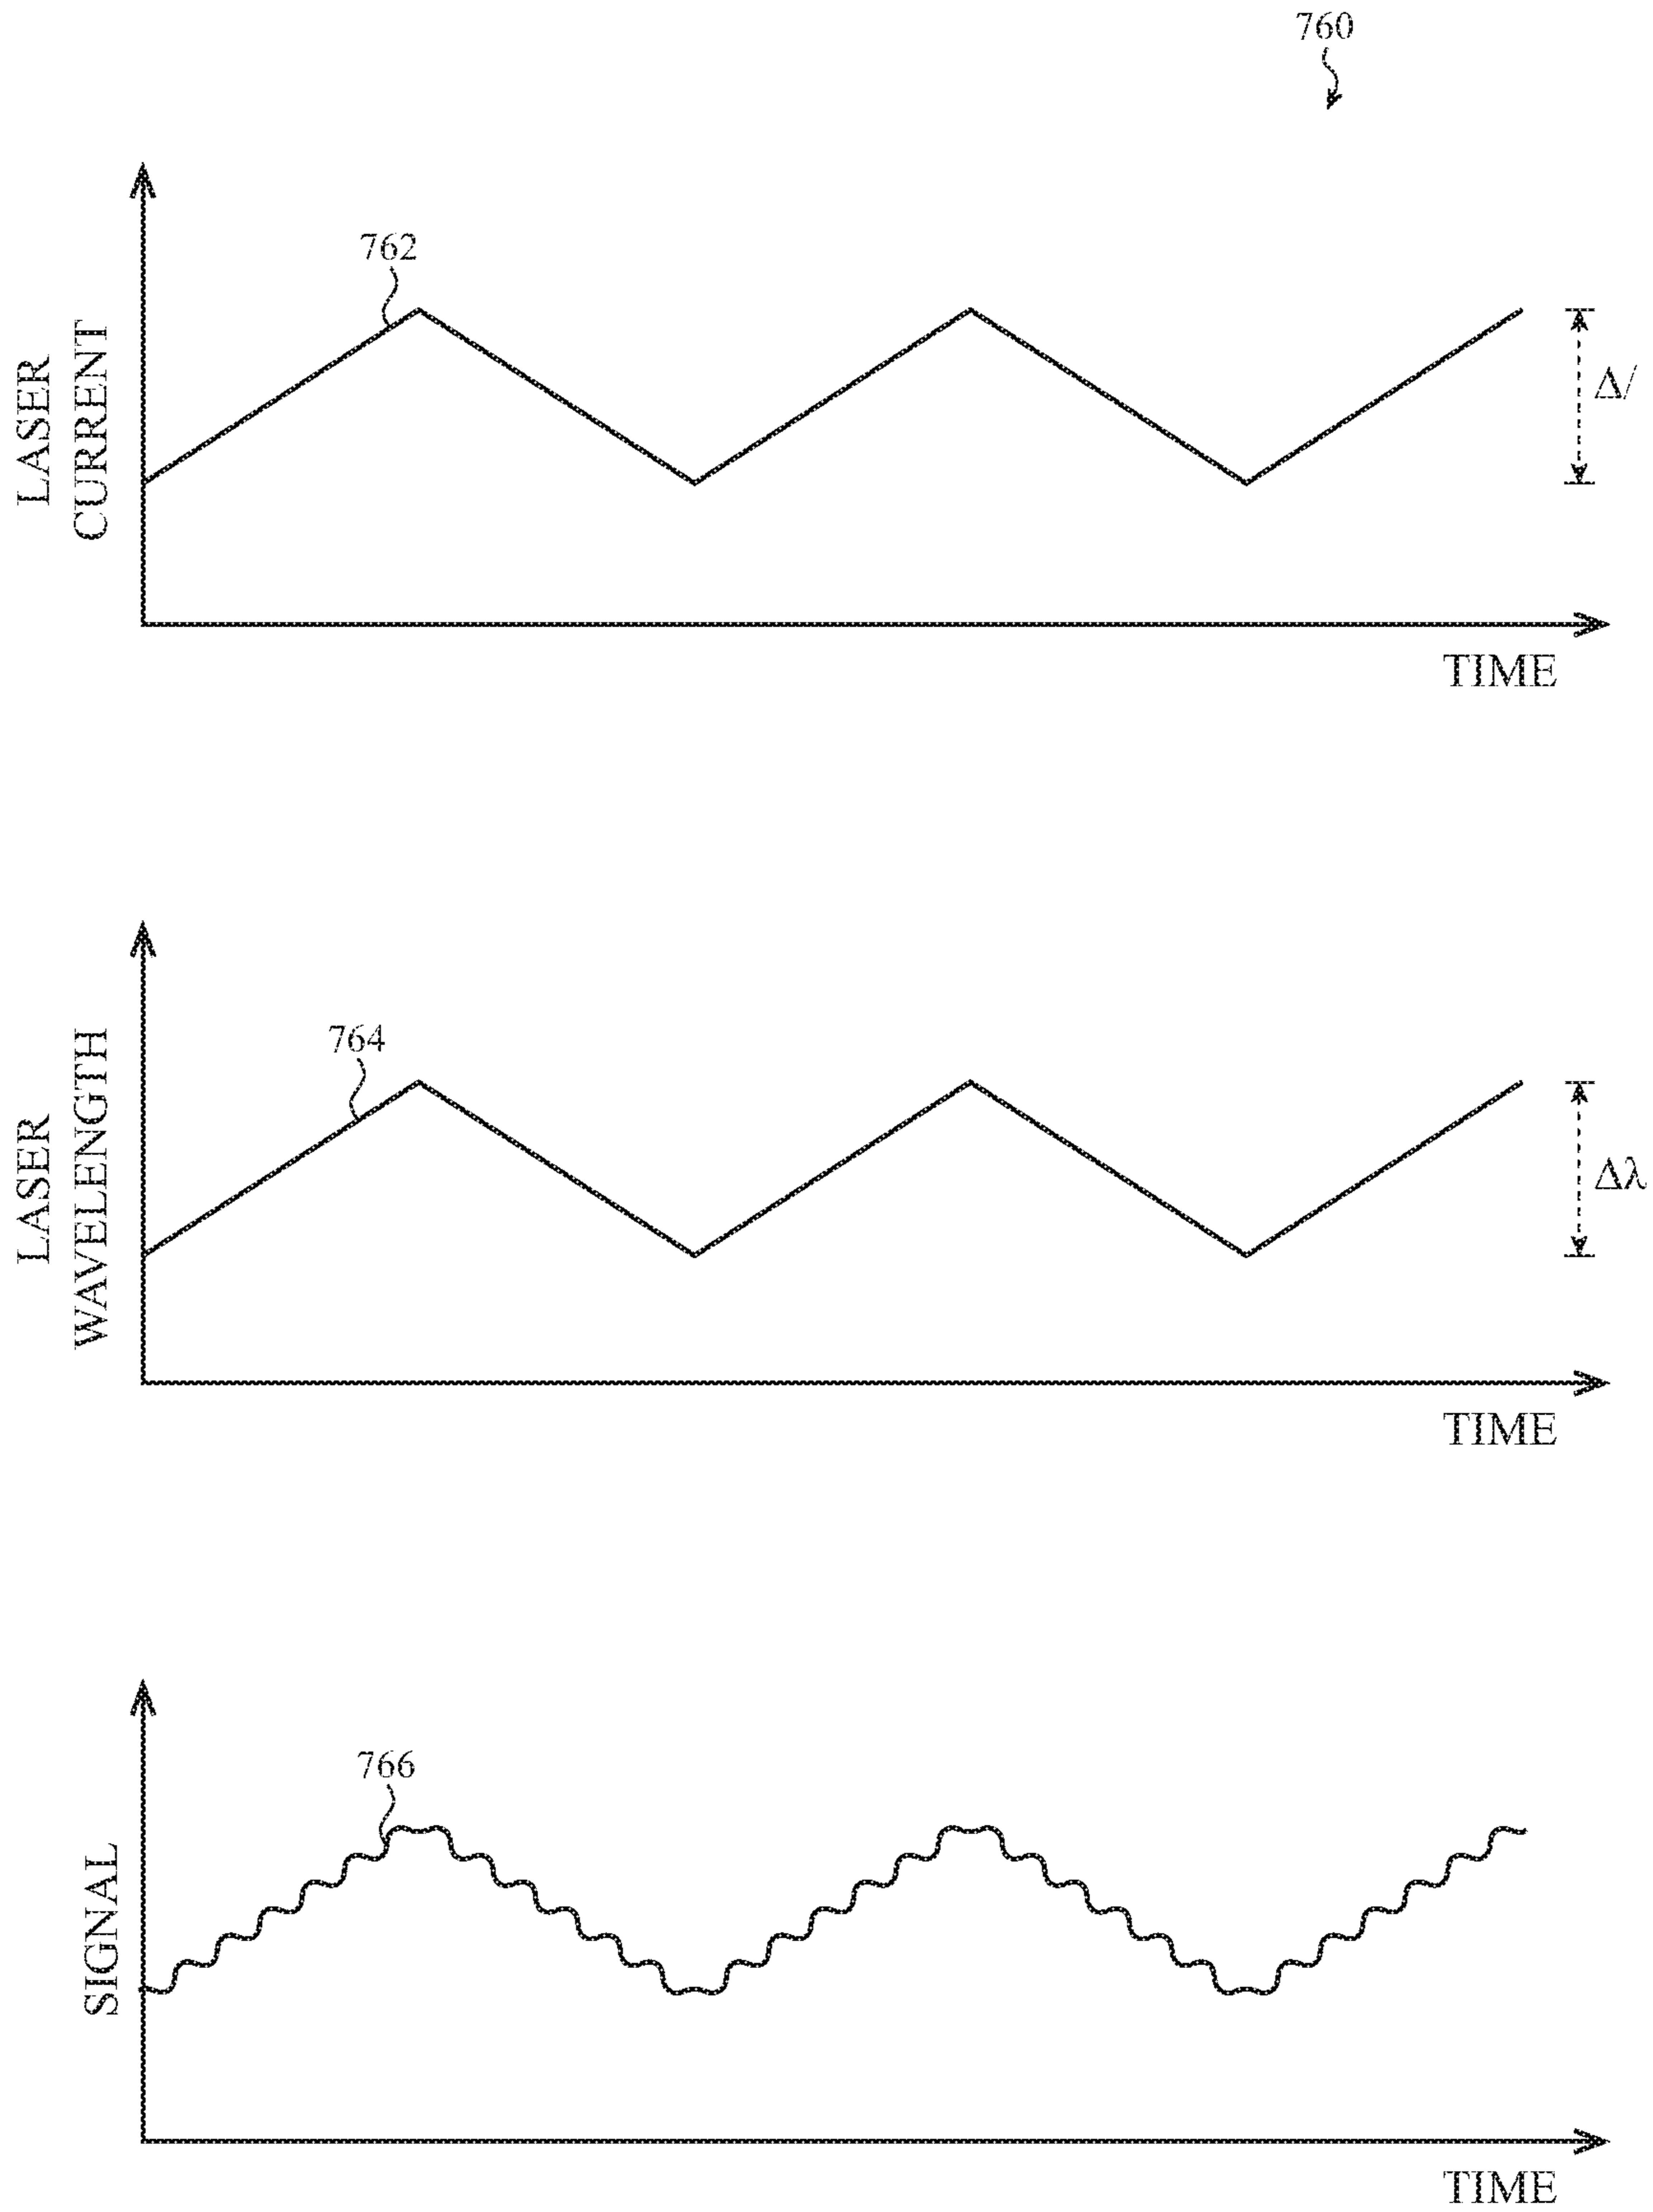 760
762
LASER
CURRENT
Δ/
TIME
764
LASER
WAVELENGTH
Δλ
TIME
766
SIGNAL
TIME